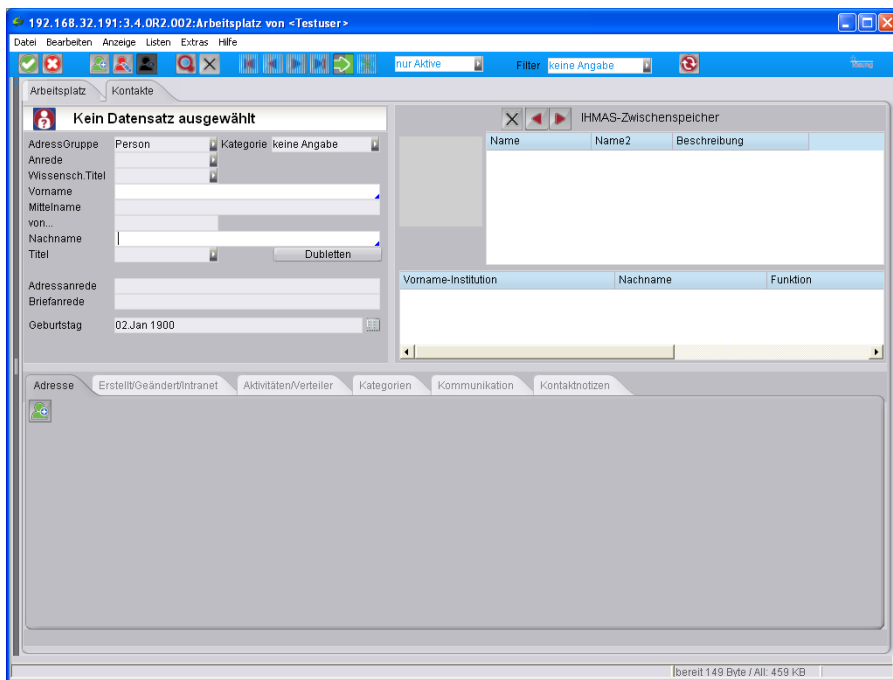 192.168.32.191:3.4.0R2.002:Arbeitsplatz von <Testuser>
Datei Bearbeiten Anzeige Listen Extras Hilfe
nur Aktive Filter keine Angabe
Arbeitsplatz Kontakte
Kein Datensatz ausgewählt
IHMAS-Zwischenspeicher
AdressGruppe Person Kategorie keine Angabe
Name Name2 Beschreibung
Anrede
Wissensch.Titel
Vorname
Mittelname
von...
Nachname
Titel Dubletten
Vorname-Institution Nachname Funktion
Adressanrede
Briefanrede
Geburtstag 02.Jan 1900
Adresse Erstellt/Geändert/Intranet Aktivitäten/Verteiler Kategorien Kommunikation Kontaktnotizen
bereit 149 Byte / All: 459 KB